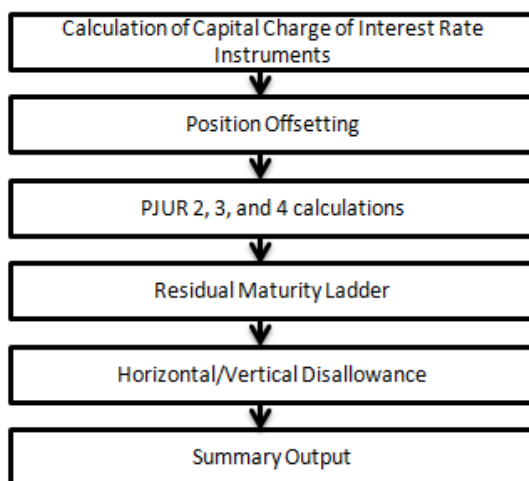 Calculation of Capital Charge of Interest Rate
Instruments
Position Offsetting
PJUR 2, 3, and 4 calculations
Residual Maturity Ladder
Horizontal/Vertical Disallowance
Summary Output